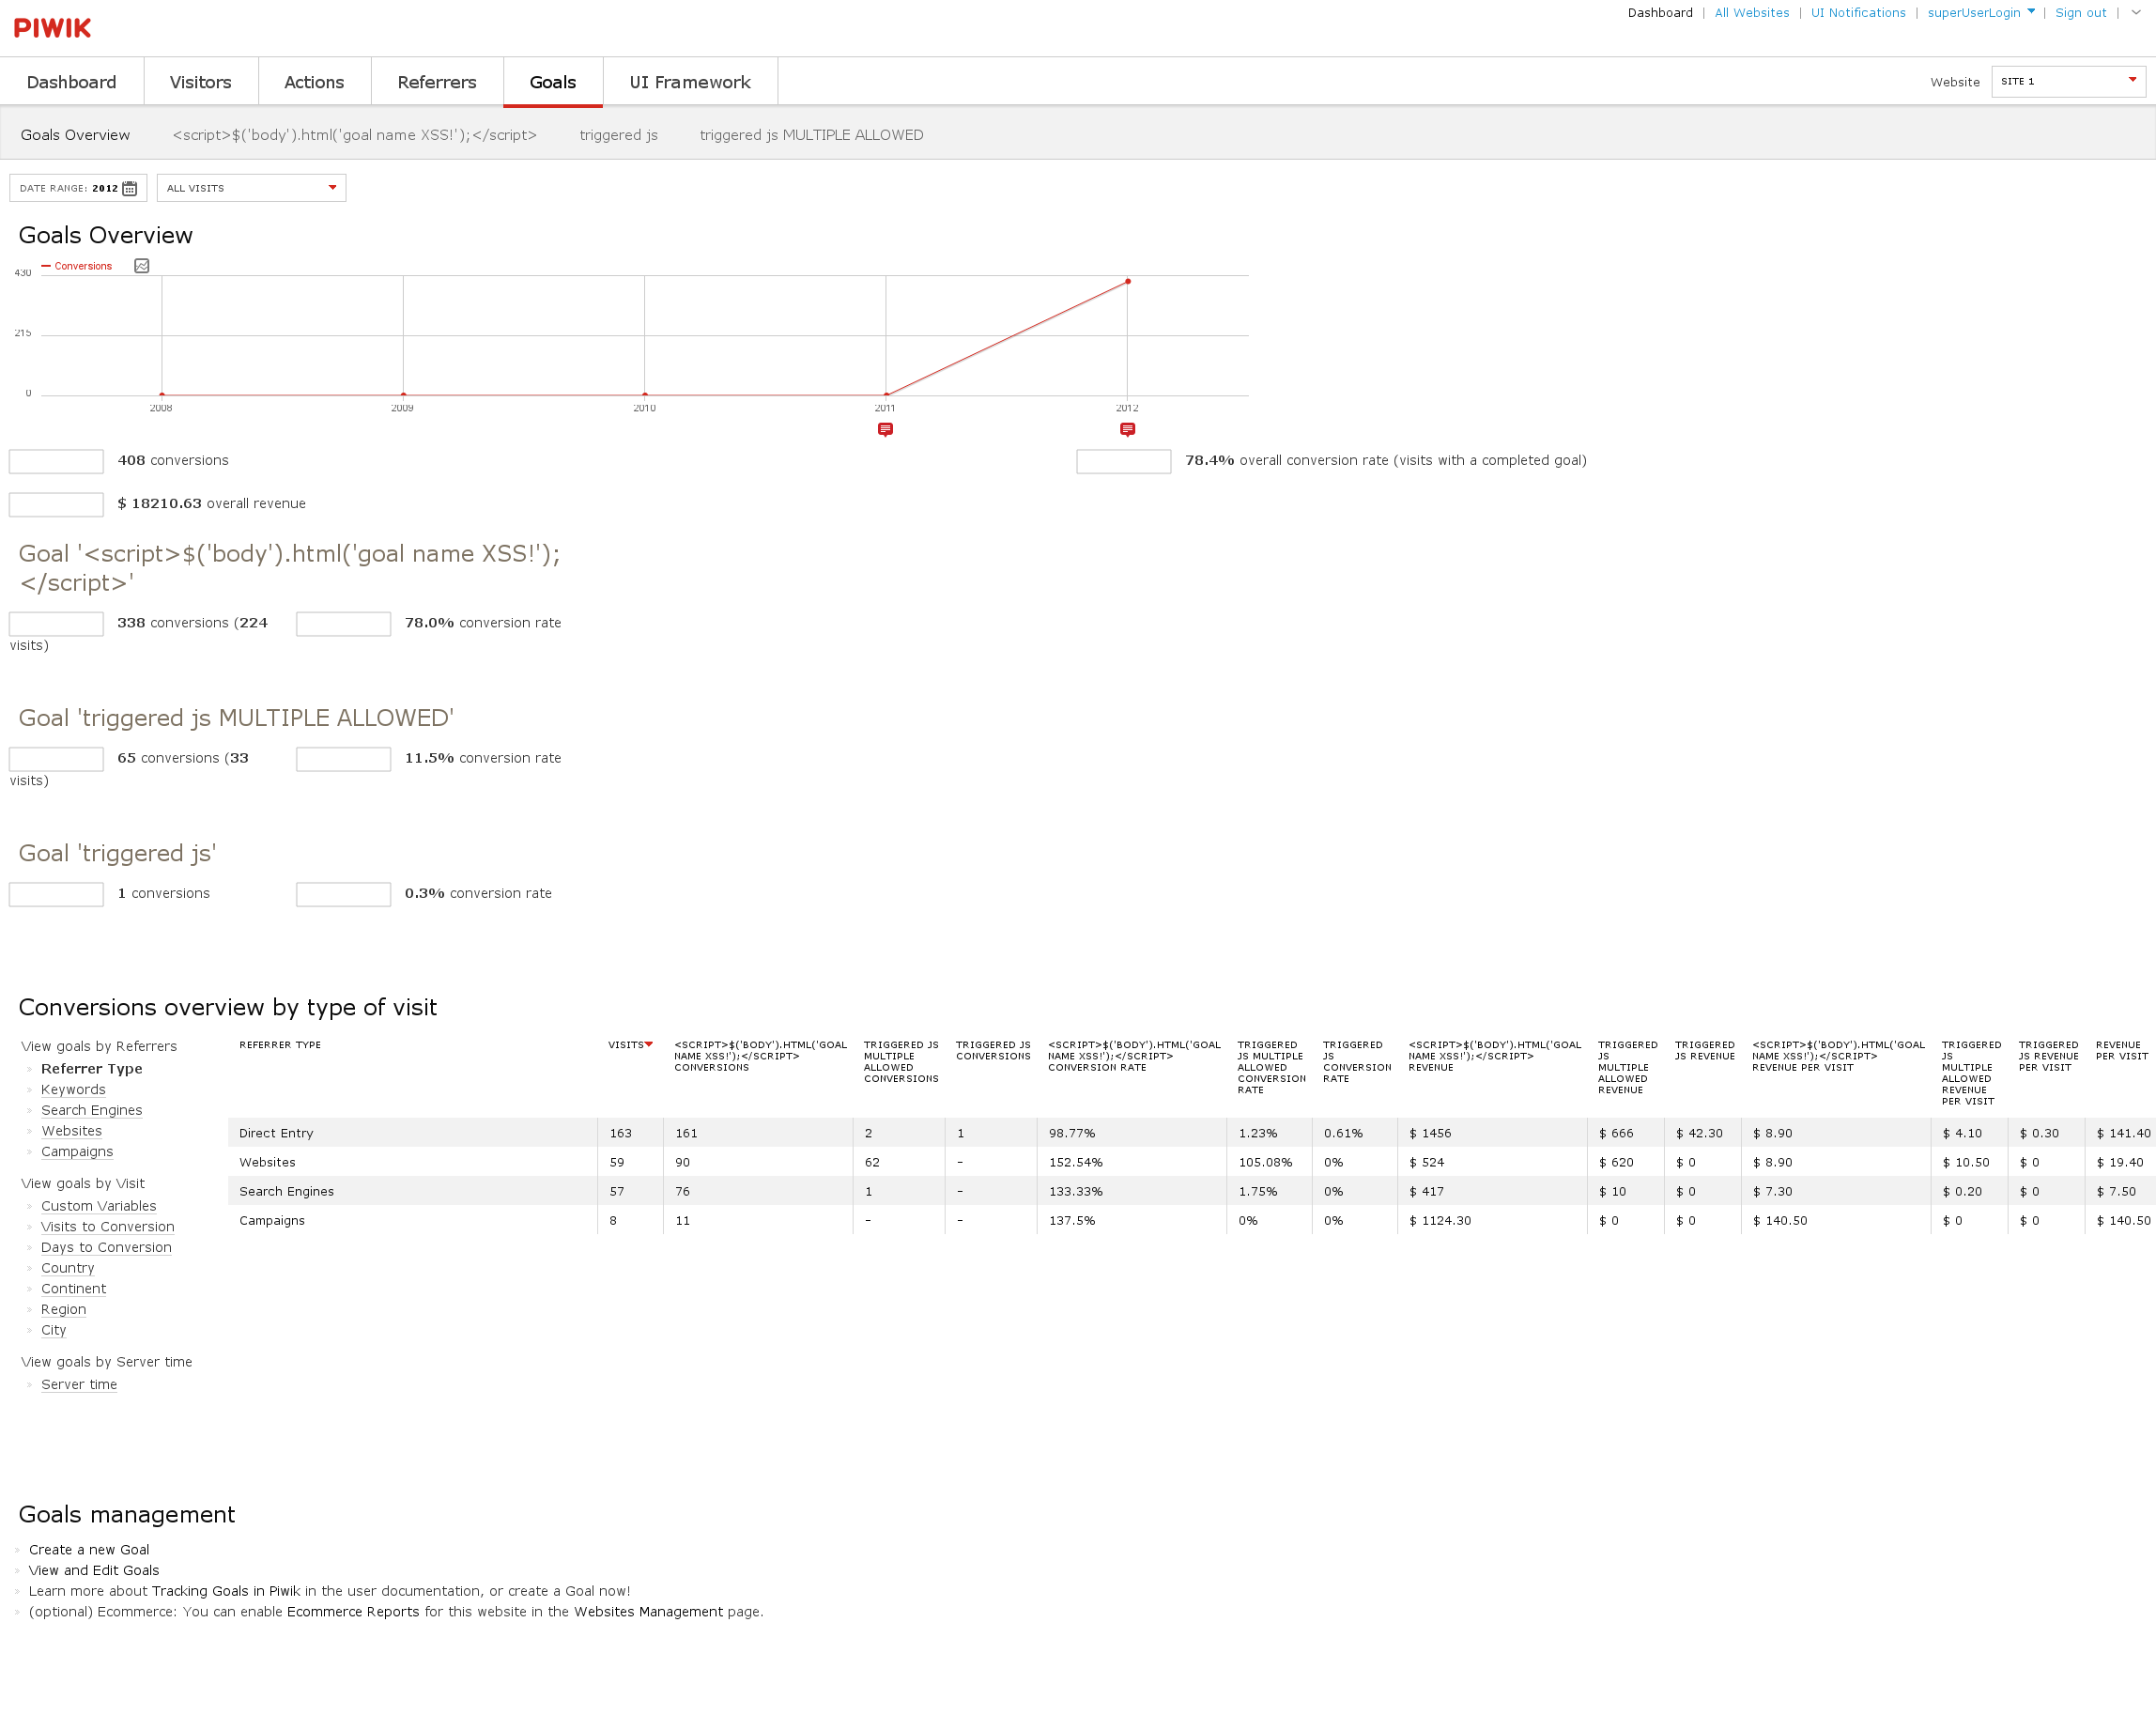 PIWIK
Dashboard | All Websites | UI Notifications | superUserLogin | Sign out |
Dashboard Visitors Actions Referrers Goals UI Framework Website SITE 1
Goals Overview <script>$('body').html('goal name XSS!');</script> triggered js triggered js MULTIPLE ALLOWED
DATE RANGE: 2012 ALL VISITS
Goals Overview
Conversions
430
215
0
2008 2009 2010 2011 2012
408 conversions 78.4% overall conversion rate (visits with a completed goal)
$ 18210.63 overall revenue
Goal '<script>$('body').html('goal name XSS!');
</script>'
338 conversions (224 78.0% conversion rate
visits)
Goal 'triggered js MULTIPLE ALLOWED'
65 conversions (33 11.5% conversion rate
visits)
Goal 'triggered js'
1 conversions 0.3% conversion rate
Conversions overview by type of visit
View goals by Referrers
» Referrer Type
» Keywords
» Search Engines
» Websites
» Campaigns
View goals by Visit
» Custom Variables
» Visits to Conversion
» Days to Conversion
» Country
» Continent
» Region
» City
View goals by Server time
» Server time
REFERRER TYPE VISITS <SCRIPT>$('BODY').HTML('GOAL TRIGGERED JS TRIGGERED JS <SCRIPT>$('BODY').HTML('GOAL TRIGGERED TRIGGERED <SCRIPT>$('BODY').HTML('GOAL TRIGGERED TRIGGERED <SCRIPT>$('BODY').HTML('GOAL TRIGGERED TRIGGERED REVENUE
NAME XSS!');</SCRIPT> MULTIPLE CONVERSIONS NAME XSS!');</SCRIPT> JS MULTIPLE JS NAME XSS!');</SCRIPT> JS JS REVENUE NAME XSS!');</SCRIPT> JS JS REVENUE PER VISIT
CONVERSIONS ALLOWED CONVERSION RATE ALLOWED CONVERSION REVENUE MULTIPLE REVENUE PER VISIT MULTIPLE PER VISIT
CONVERSIONS CONVERSION RATE ALLOWED ALLOWED
RATE REVENUE REVENUE
PER VISIT
Direct Entry 163 161 2 1 98.77% 1.23% 0.61% $ 1456 $ 666 $ 42.30 $ 8.90 $ 4.10 $ 0.30 $ 141.40
Websites 59 90 62 - 152.54% 105.08% 0% $ 524 $ 620 $ 0 $ 8.90 $ 10.50 $ 0 $ 19.40
Search Engines 57 76 1 - 133.33% 1.75% 0% $ 417 $ 10 $ 0 $ 7.30 $ 0.20 $ 0 $ 7.50
Campaigns 8 11 - - 137.5% 0% 0% $ 1124.30 $ 0 $ 0 $ 140.50 $ 0 $ 0 $ 140.50
Goals management
» Create a new Goal
» View and Edit Goals
» Learn more about Tracking Goals in Piwik in the user documentation, or create a Goal now!
» (optional) Ecommerce: You can enable Ecommerce Reports for this website in the Websites Management page.